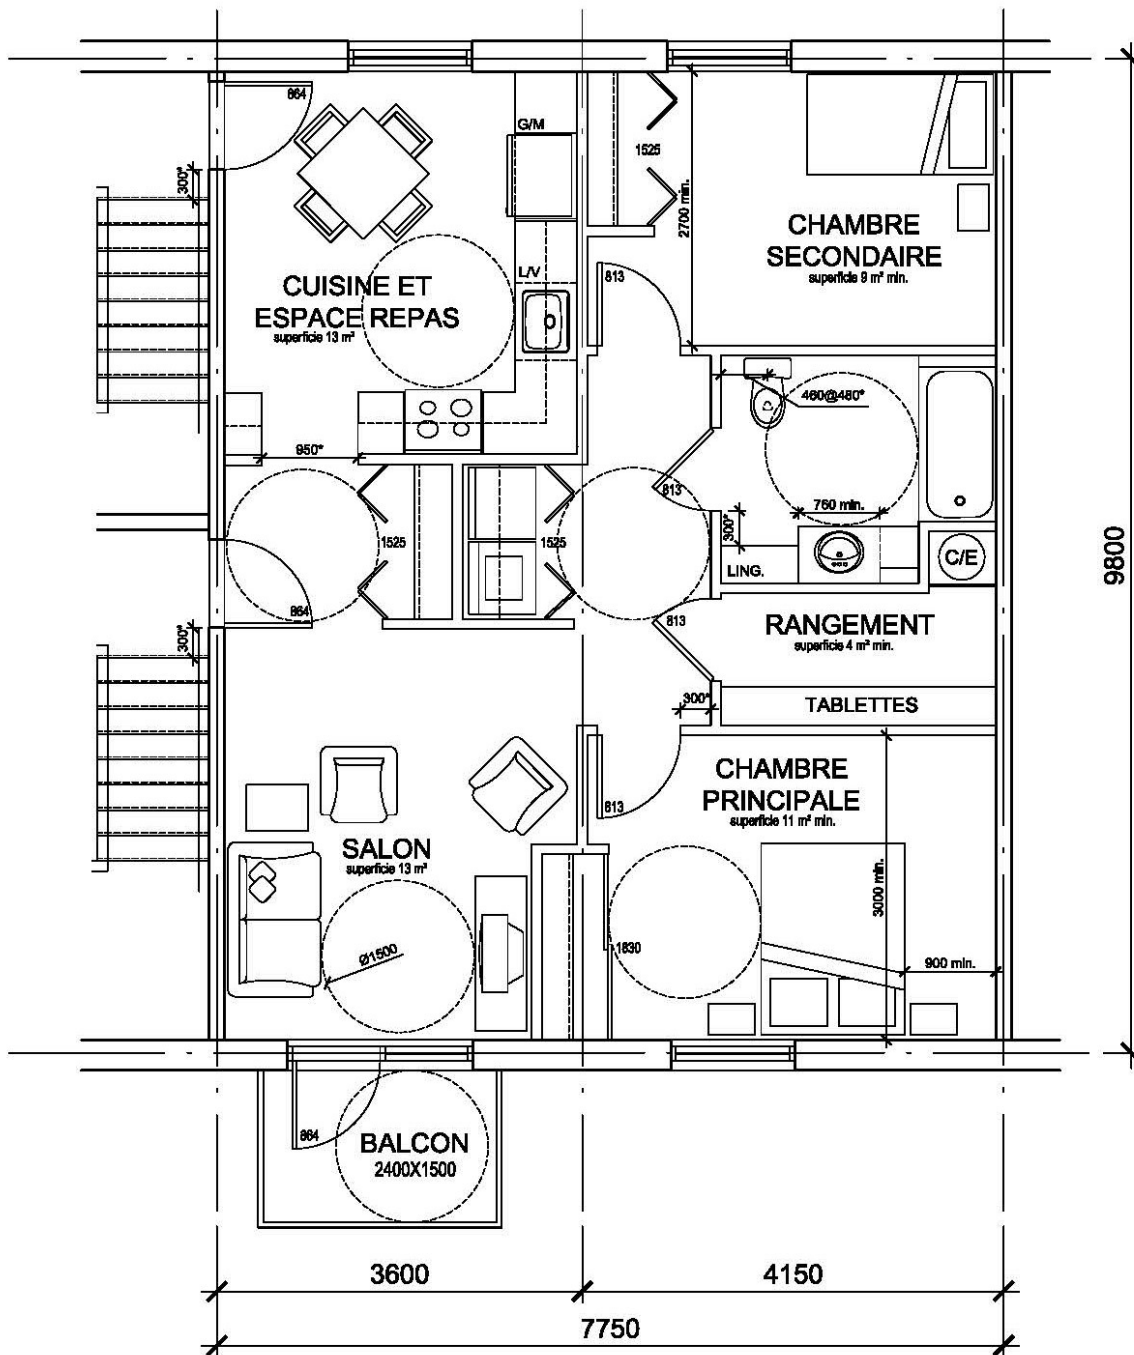 864
G/M
1525
300*
2700 min.
CHAMBRE
SECONDAIRE
superficie 9 m² min.
L/V
813
CUISINE ET
ESPACE REPAS
superficie 13 m²
460@480*
950*
813
760 min.
300*
1525
1525
LING.
C/E
9800
864
813
RANGEMENT
superficie 4 m² min.
300*
300*
TABLETTES
CHAMBRE
PRINCIPALE
superficie 11 m² min.
813
SALON
superficie 13 m²
3000 min.
Ø1500
1830
900 min.
864
BALCON
2400X1500
3600
4150
7750